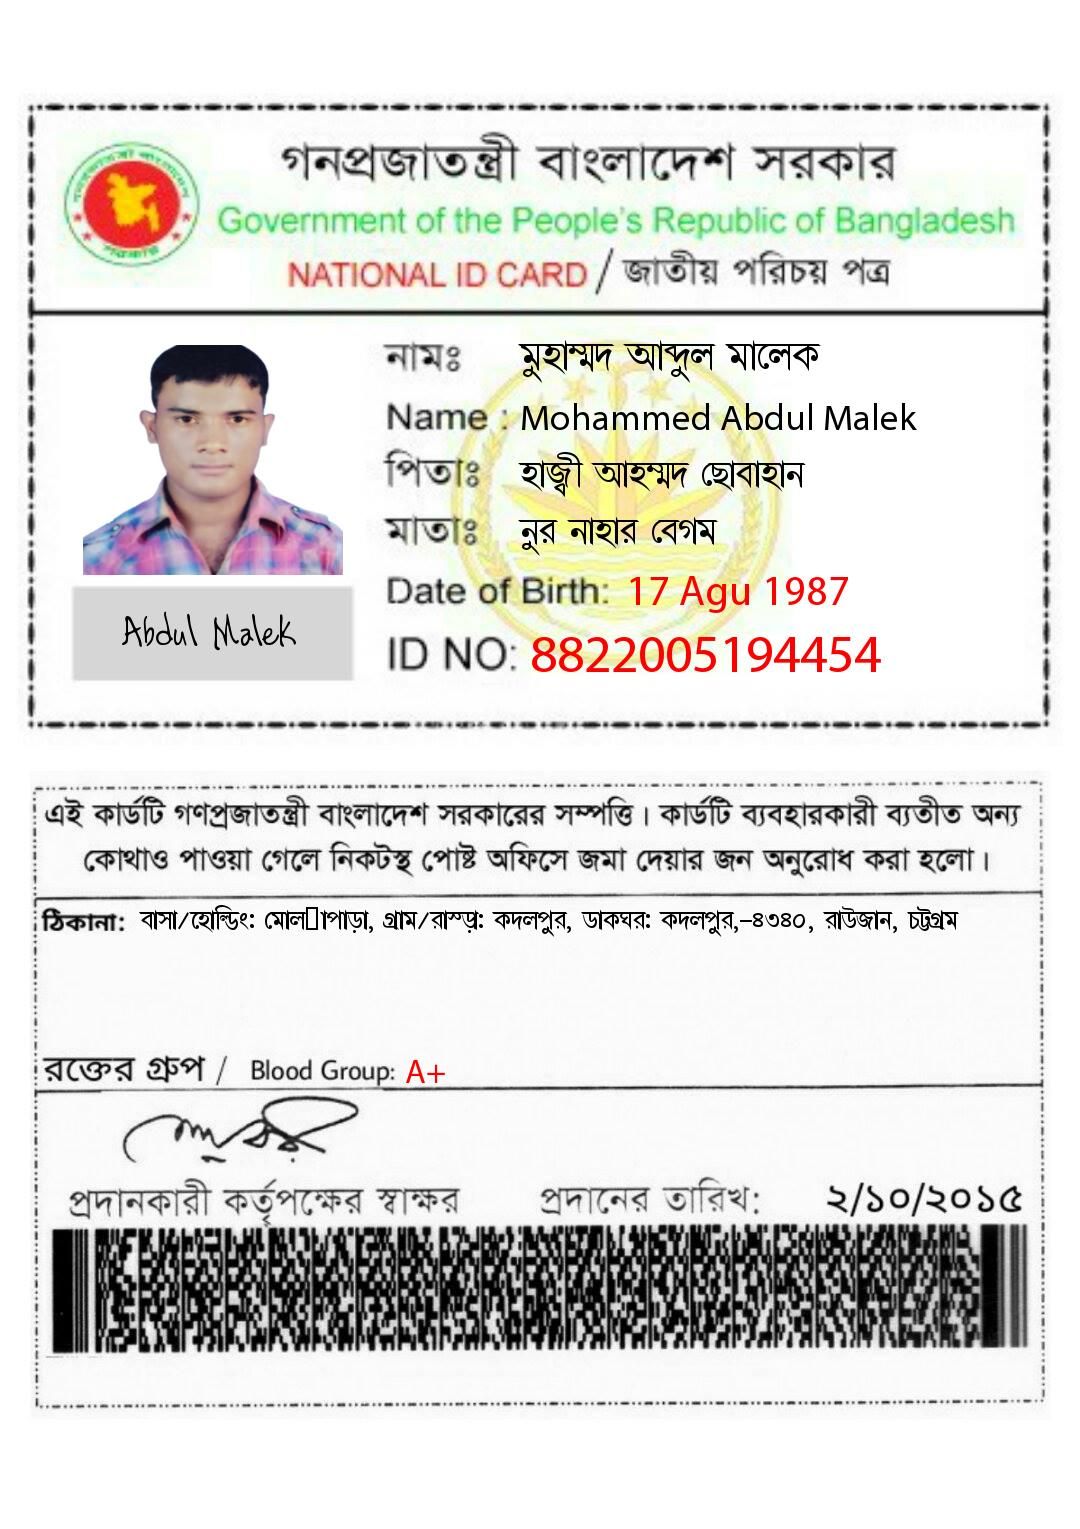 গনপ্রজাতন্ত্রী বাংলাদেশ সরকার
Government of the People's Republic of Bangladesh
NATIONAL ID CARD / জাতীয় পরিচয় পত্র
নামঃ মুহাম্মদ আব্দুল মালেক
Name : Mohammed Abdul Malek
পিতাঃ হাজ্বী আহম্মদ ছোবাহান
মাতাঃ নুর নাহার বেগম
Date of Birth: 17 Agu 1987
Abdul Malek
ID NO: 8822005194454
এই কার্ডটি গণপ্রজাতন্ত্রী বাংলাদেশ সরকারের সম্পত্তি। কার্ডটি ব্যবহারকারী ব্যতীত অন্য
কোথাও পাওয়া গেলে নিকটস্থ পোষ্ট অফিসে জমা দেয়ার জন অনুরোধ করা হলো।
ঠিকানা: বাসা/হোল্ডিং: গ্রাম/রাস্ড়া: কদলপুর, ডাকঘর: কদলপুর,–৪৩৪০, রাউজান, চট্টগ্রম
রক্তের গ্রুপ / Blood Group: A+
প্রদানকারী কর্তৃপক্ষের স্বাক্ষর প্রদানের তারিখ: ২/১০/২০১৫